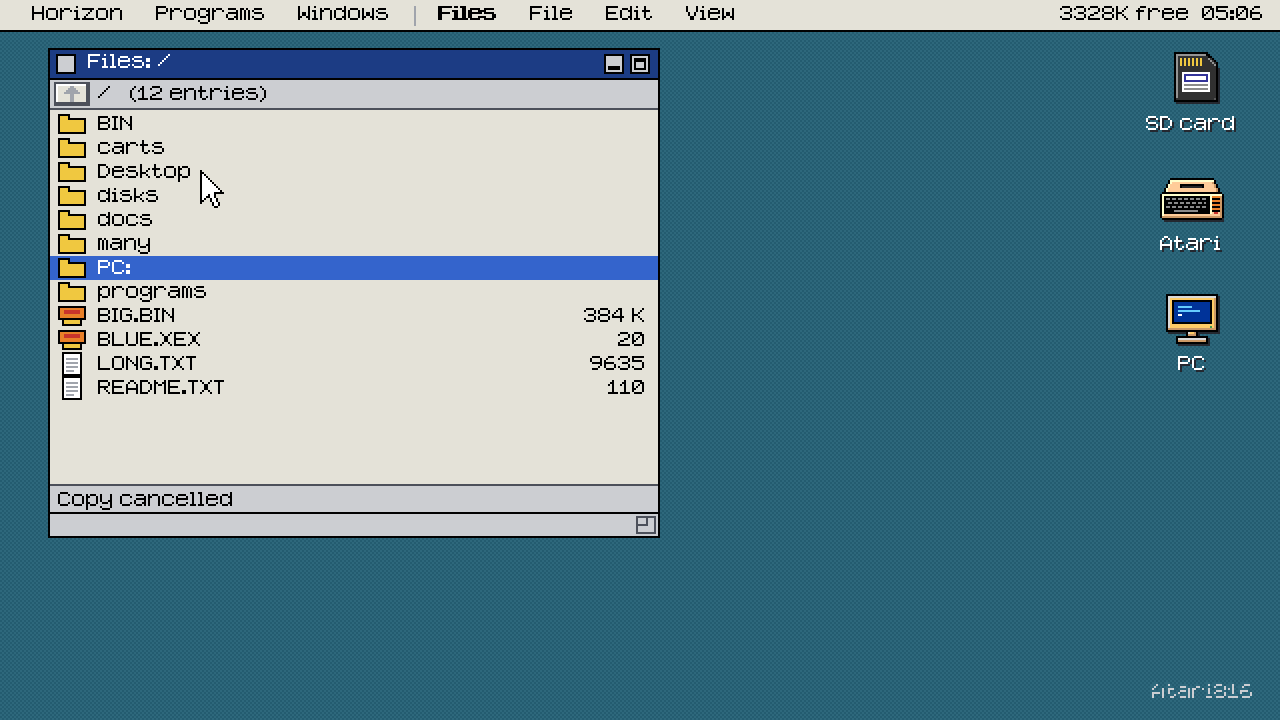 Horizon Programs Windows | Files File Edit View 3328K free 05:06
Files: /
/ (12 entries)
BIN
carts
Desktop
disks
docs
many
PC:
programs
BIG.BIN 384 K
BLUE.XEX 20
LONG.TXT 9635
README.TXT 110
Copy cancelled
SD card
Atari
PC
Atari816